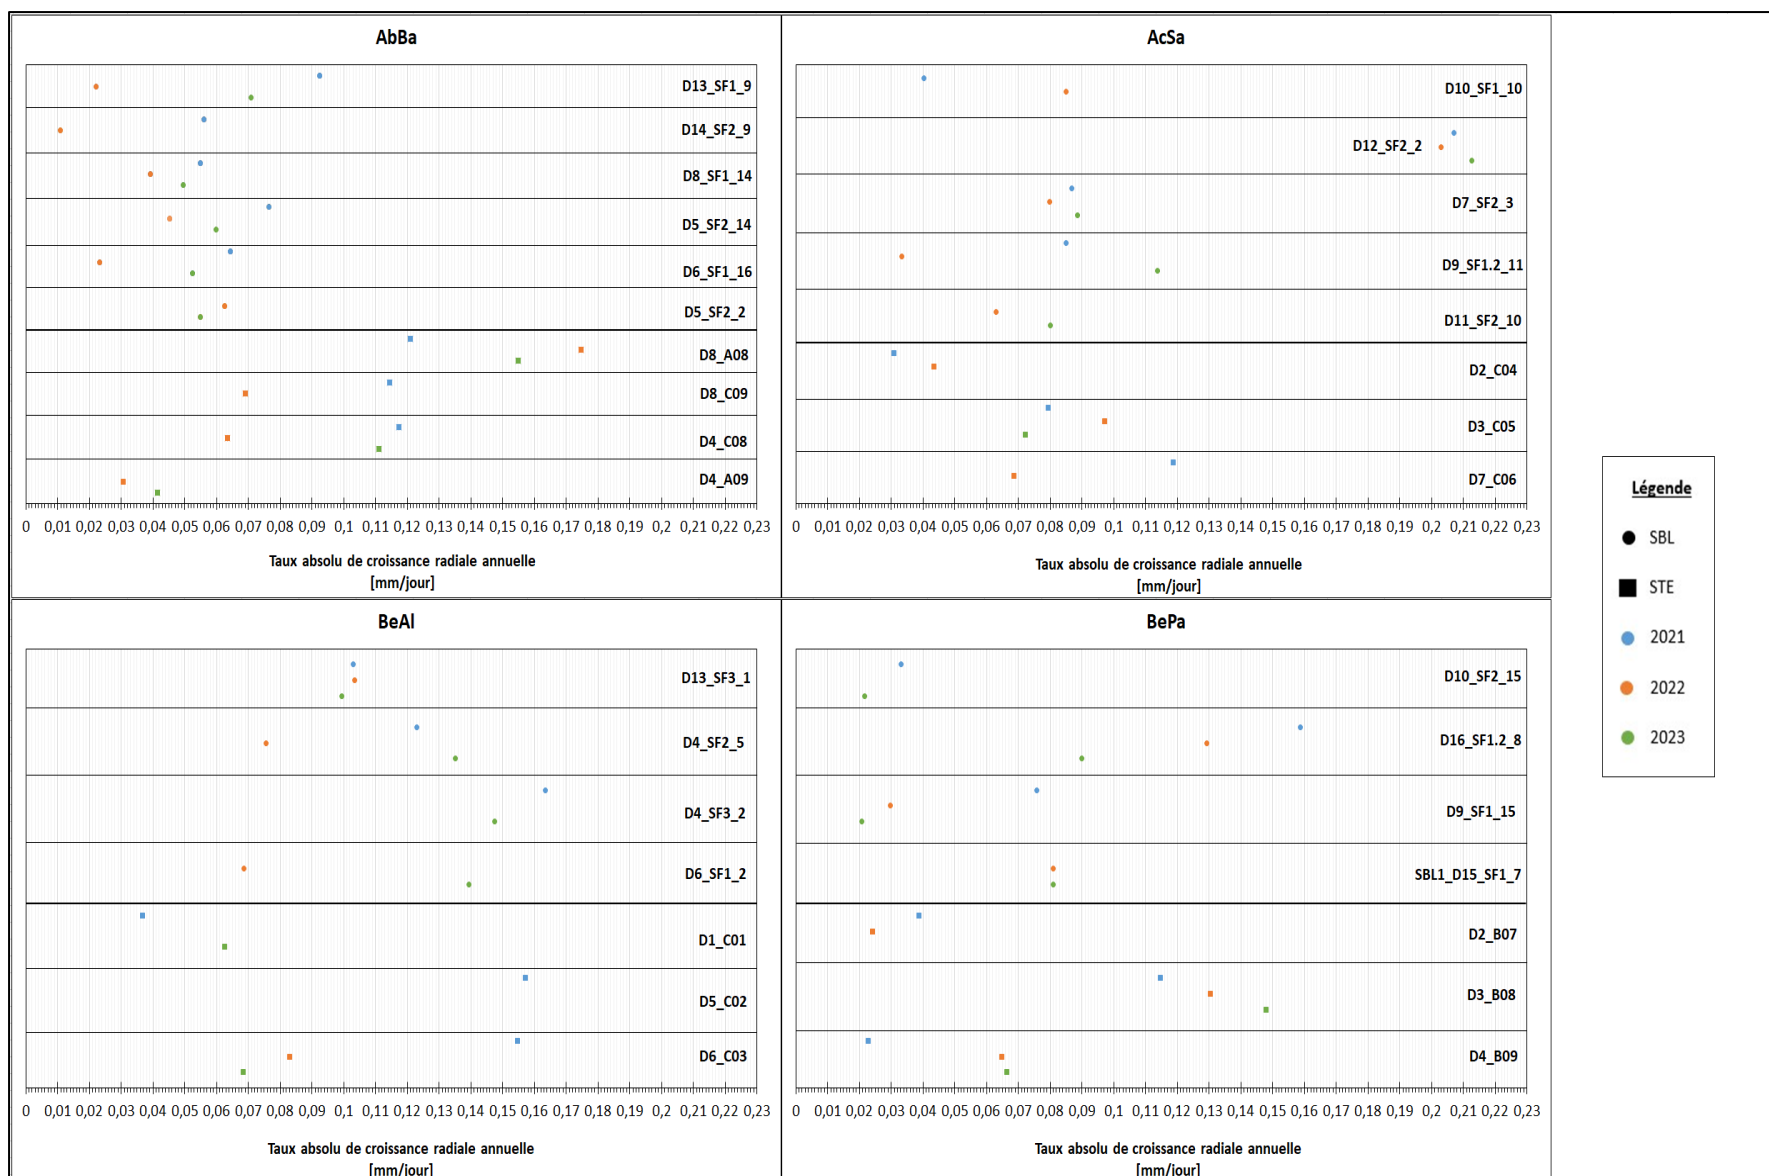 AbBa
D13_SF1_9
D14_SF2_9
D8_SF1_14
D5_SF2_14
D6_SF1_16
D5_SF2_2
D8_A08
D8_C09
D4_C08
D4_A09
0 0,01 0,02 0,03 0,04 0,05 0,06 0,07 0,08 0,09 0,1 0,11 0,12 0,13 0,14 0,15 0,16 0,17 0,18 0,19 0,2 0,21 0,22 0,23
Taux absolu de croissance radiale annuelle
[mm/jour]
AcSa
D10_SF1_10
D12_SF2_2
D7_SF2_3
D9_SF1.2_11
D11_SF2_10
D2_C04
D3_C05
D7_C06
0 0,01 0,02 0,03 0,04 0,05 0,06 0,07 0,08 0,09 0,1 0,11 0,12 0,13 0,14 0,15 0,16 0,17 0,18 0,19 0,2 0,21 0,22 0,23
Taux absolu de croissance radiale annuelle
[mm/jour]
BeAl
D13_SF3_1
D4_SF2_5
D4_SF3_2
D6_SF1_2
D1_C01
D5_C02
D6_C03
0 0,01 0,02 0,03 0,04 0,05 0,06 0,07 0,08 0,09 0,1 0,11 0,12 0,13 0,14 0,15 0,16 0,17 0,18 0,19 0,2 0,21 0,22 0,23
Taux absolu de croissance radiale annuelle
[mm/jour]
BePa
D10_SF2_15
D16_SF1.2_8
D9_SF1_15
SBL1_D15_SF1_7
D2_B07
D3_B08
D4_B09
0 0,01 0,02 0,03 0,04 0,05 0,06 0,07 0,08 0,09 0,1 0,11 0,12 0,13 0,14 0,15 0,16 0,17 0,18 0,19 0,2 0,21 0,22 0,23
Taux absolu de croissance radiale annuelle
[mm/jour]
Légende
SBL
STE
2021
2022
2023